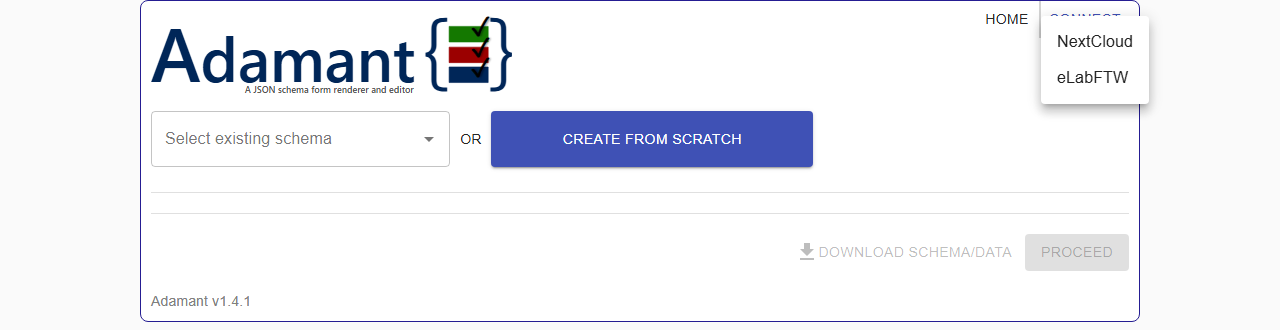 HOME
CONNECT
NextCloud
eLabFTW
Adamant
A JSON schema form renderer and editor
Select existing schema
OR
CREATE FROM SCRATCH
DOWNLOAD SCHEMA/DATA
PROCEED
Adamant v1.4.1